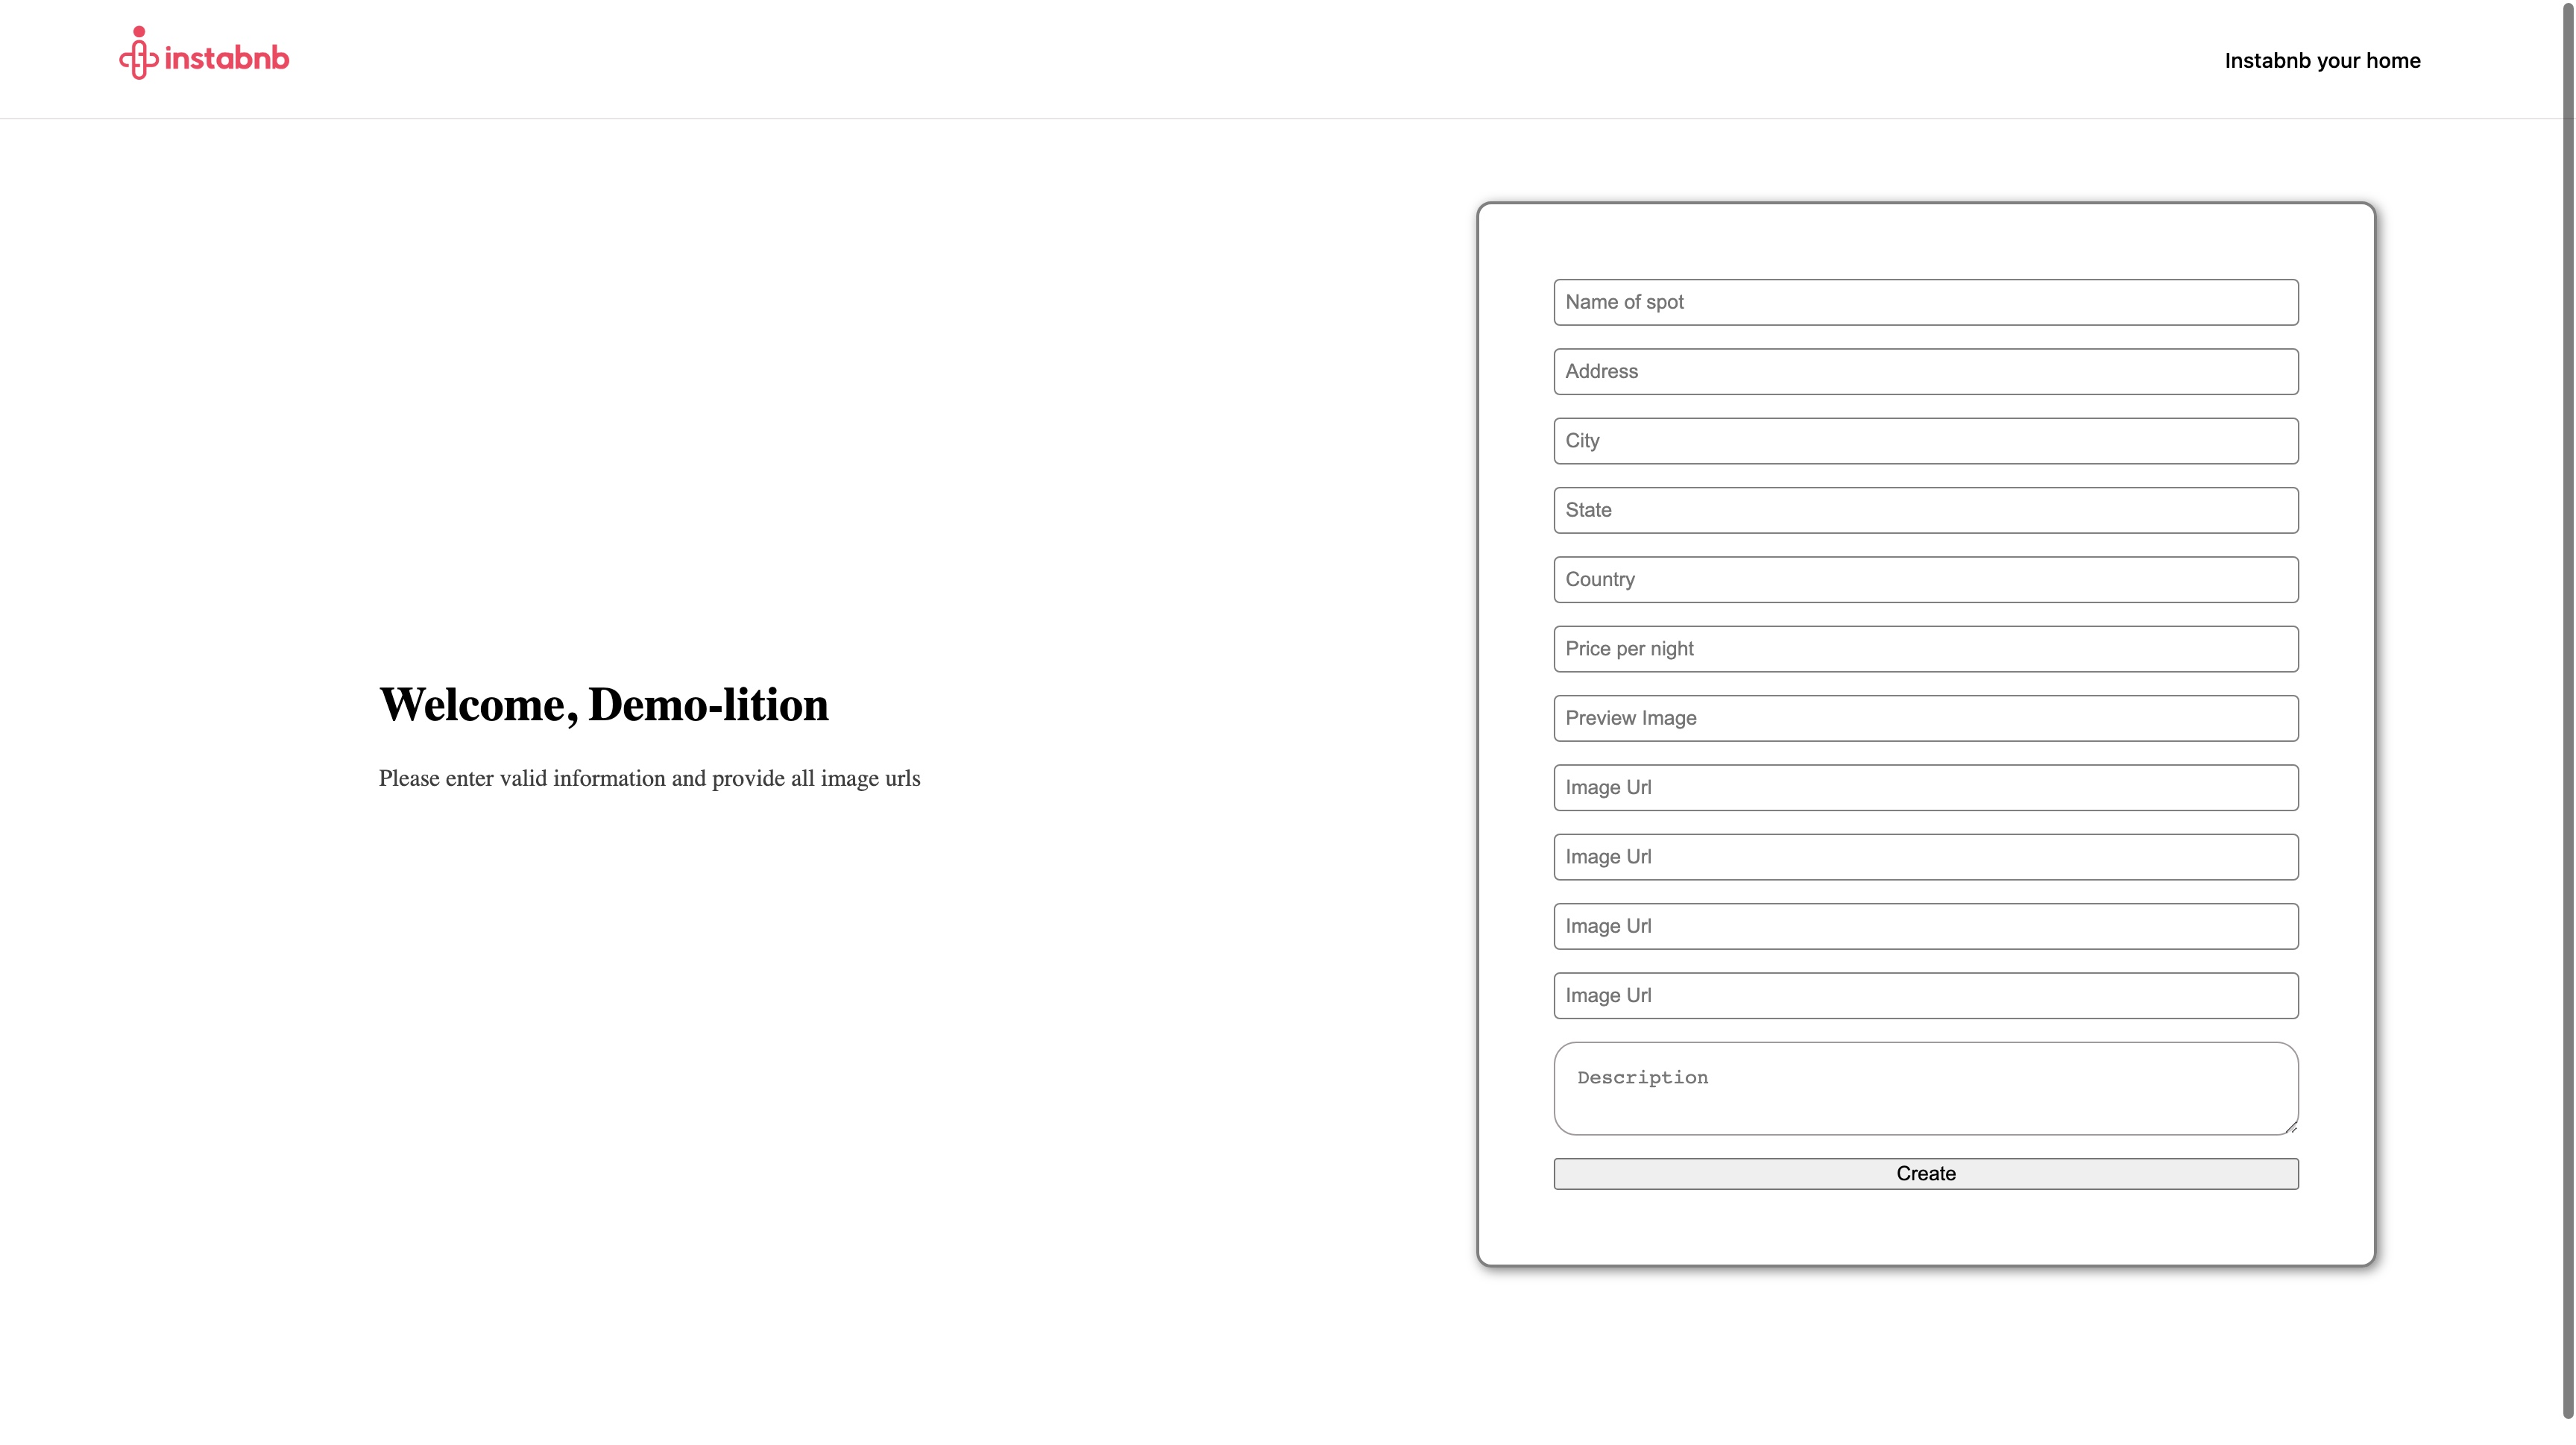 instabnb
Instabnb your home
Name of spot
Address
City
State
Country
Price per night
Preview Image
Welcome, Demo-lition
Please enter valid information and provide all image urls
Image Url
Image Url
Image Url
Image Url
Description
Create